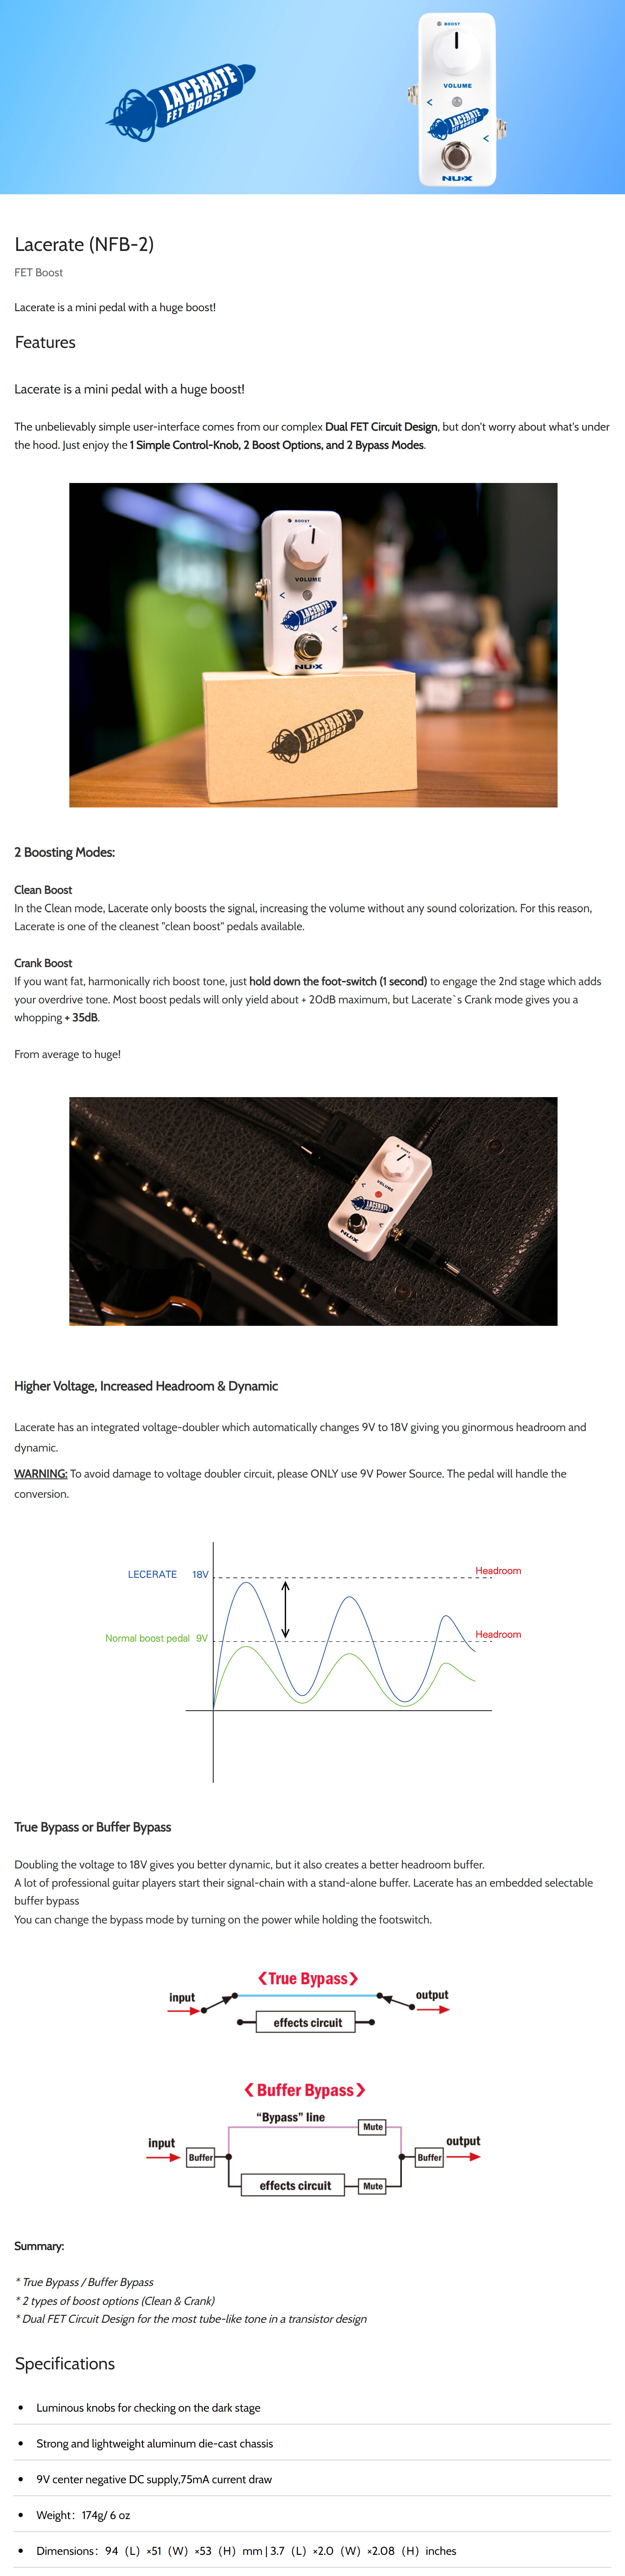 LACERATE
FET BOOST
BOOST
VOLUME
LACERATE
FET BOOST
NUX
Lacerate (NFB-2)
FET Boost
Lacerate is a mini pedal with a huge boost!
Features
Lacerate is a mini pedal with a huge boost!
The unbelievably simple user-interface comes from our complex Dual FET Circuit Design, but don't worry about what's under
the hood. Just enjoy the 1 Simple Control-Knob, 2 Boost Options, and 2 Bypass Modes.
BOOST
VOLUME
LACERATE
FET BOOST
NUX
LACERATE
FET BOOST
2 Boosting Modes:
Clean Boost
In the Clean mode, Lacerate only boosts the signal, increasing the volume without any sound colorization. For this reason,
Lacerate is one of the cleanest "clean boost" pedals available.
Crank Boost
If you want fat, harmonically rich boost tone, just hold down the foot-switch (1 second) to engage the 2nd stage which adds
your overdrive tone. Most boost pedals will only yield about + 20dB maximum, but Lacerate`s Crank mode gives you a
whopping + 35dB.
From average to huge!
BOOST
VOLUME
LACERATE
FET BOOST
NUX
Higher Voltage, Increased Headroom & Dynamic
Lacerate has an integrated voltage-doubler which automatically changes 9V to 18V giving you ginormous headroom and
dynamic.
WARNING: To avoid damage to voltage doubler circuit, please ONLY use 9V Power Source. The pedal will handle the
conversion.
Headroom
LECERATE 18V
Headroom
Normal boost pedal 9V
True Bypass or Buffer Bypass
Doubling the voltage to 18V gives you better dynamic, but it also creates a better headroom buffer.
A lot of professional guitar players start their signal-chain with a stand-alone buffer. Lacerate has an embedded selectable
buffer bypass
You can change the bypass mode by turning on the power while holding the footswitch.
❮True Bypass❯
input
output
effects circuit
❮ Buffer Bypass❯
“Bypass” line
Mute
input
output
Buffer
Buffer
effects circuit
Mute
Summary:
* True Bypass / Buffer Bypass
* 2 types of boost options (Clean & Crank)
* Dual FET Circuit Design for the most tube-like tone in a transistor design
Specifications
• Luminous knobs for checking on the dark stage
• Strong and lightweight aluminum die-cast chassis
• 9V center negative DC supply,75mA current draw
• Weight：174g/ 6 oz
• Dimensions：94（L）×51（W）×53（H）mm | 3.7（L）×2.0（W）×2.08（H）inches